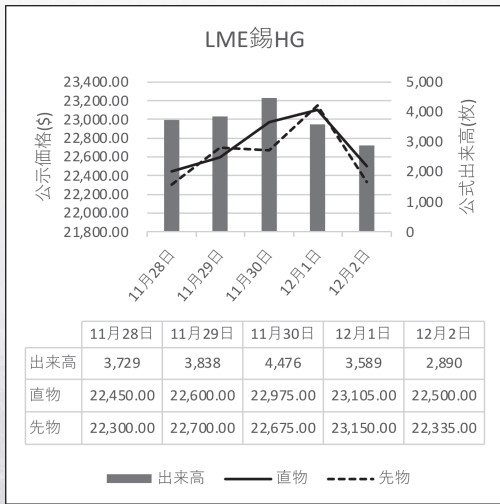 LME錫HG
公示価格($)
23,400.00
23,200.00
23,000.00
22,800.00
22,600.00
22,400.00
22,200.00
22,000.00
21,800.00
5,000
4,000
3,000
2,000
1,000
0
公式出来高(枚)
11月28日 11月29日 11月30日 12月1日 12月2日
11月28日 11月29日 11月30日 12月1日 12月2日
出来高 3,729 3,838 4,476 3,589 2,890
直物 22,450.00 22,600.00 22,975.00 23,105.00 22,500.00
先物 22,300.00 22,700.00 22,675.00 23,150.00 22,335.00
出来高 直物 先物